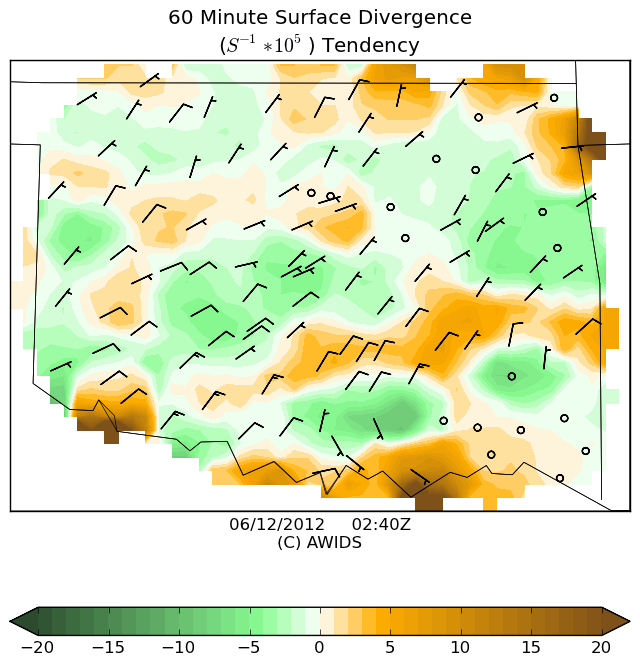 60 Minute Surface Divergence
(S⁻¹ *10⁵ ) Tendency
06/12/2012 02:40Z
(C) AWIDS
−20 −15 −10 −5 0 5 10 15 20